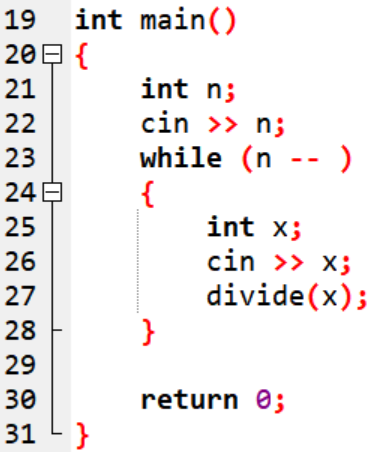 19 int main()
20 {
21 int n;
22 cin >> n;
23 while (n -- )
24 {
25 int x;
26 cin >> x;
27 divide(x);
28 }
29
30 return 0;
31 }